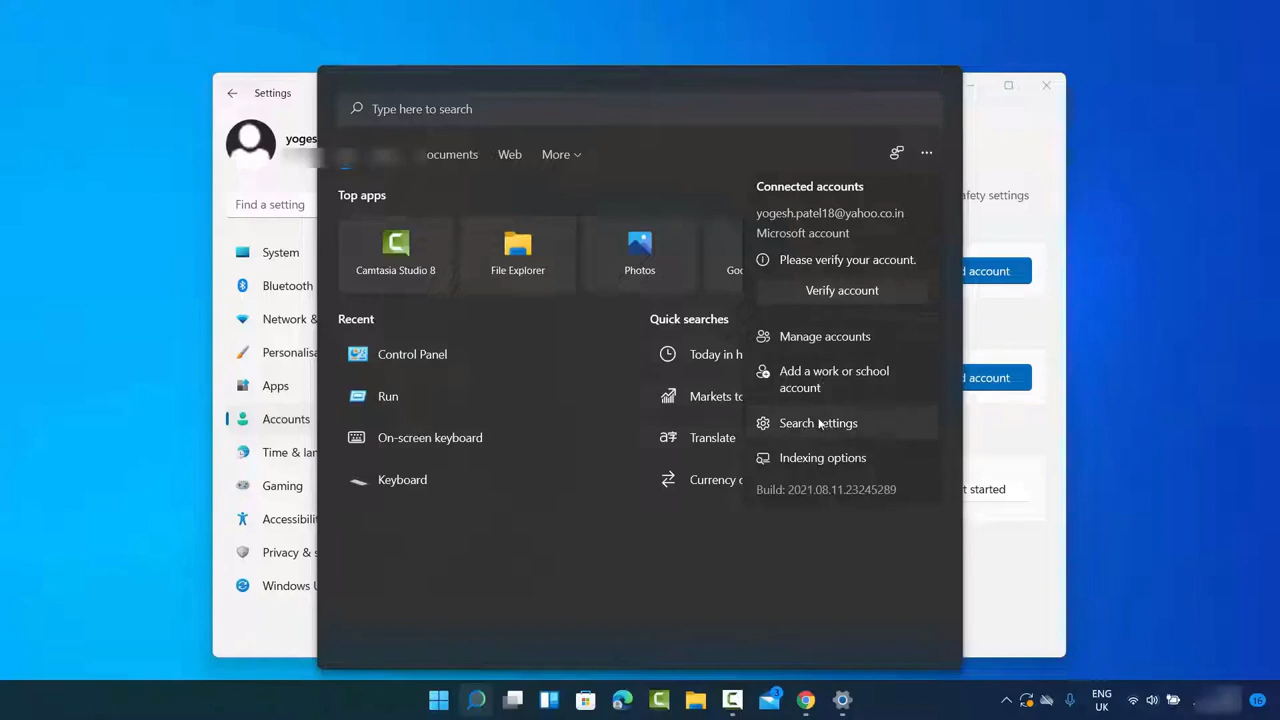 Settings
yoges
Find a setting
System
Bluetooth
Network &
Personalisa
Apps
Accounts
Time & lan
Gaming
Accessibili
Privacy & s
Windows U
Type here to search
ocuments Web More
Top apps
Camtasia Studio 8 File Explorer Photos Goo
Recent
Control Panel
Run
On-screen keyboard
Keyboard
Quick searches
Today in h
Markets to
Translate
Currency c
Connected accounts
yogesh.patel18@yahoo.co.in
Microsoft account
Please verify your account.
Verify account
Manage accounts
Add a work or school
account
Search settings
Indexing options
Build: 2021.08.11.23245289
afety settings
d account
d account
t started
3
ENG
UK
16